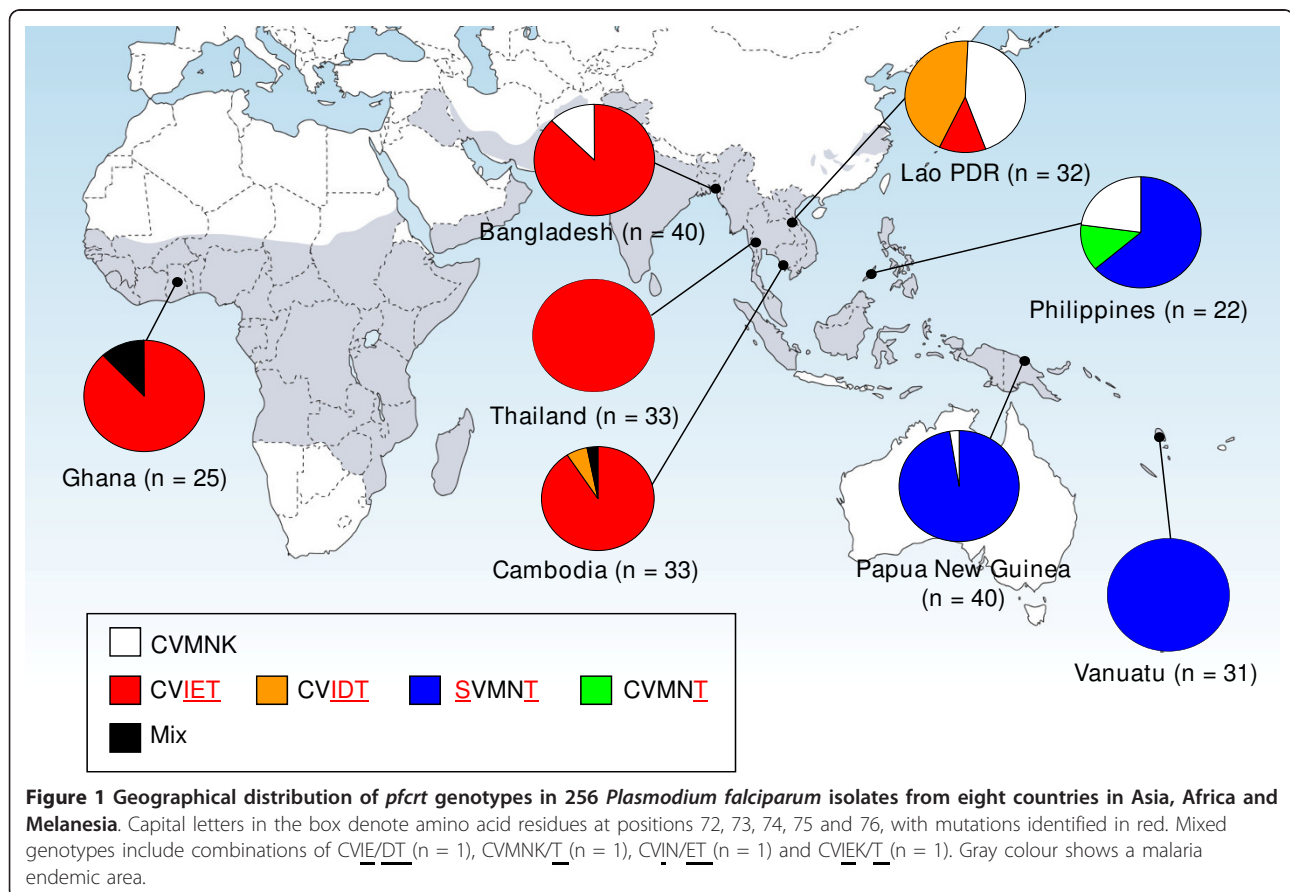 Lao PDR (n = 32)
Bangladesh (n = 40)
Philippines (n = 22)
Thailand (n = 33)
Ghana (n = 25)
Cambodia (n = 33)
Papua New Guinea
(n = 40)
Vanuatu (n = 31)
CVMNK
CVIET CVIDT SVMNT CVMNT
Mix
Figure 1 Geographical distribution of pfcrt genotypes in 256 Plasmodium falciparum isolates from eight countries in Asia, Africa and
Melanesia. Capital letters in the box denote amino acid residues at positions 72, 73, 74, 75 and 76, with mutations identified in red. Mixed
genotypes include combinations of CVIE/DT (n = 1), CVMNK/T (n = 1), CVIN/ET (n = 1) and CVIEK/T (n = 1). Gray colour shows a malaria
endemic area.